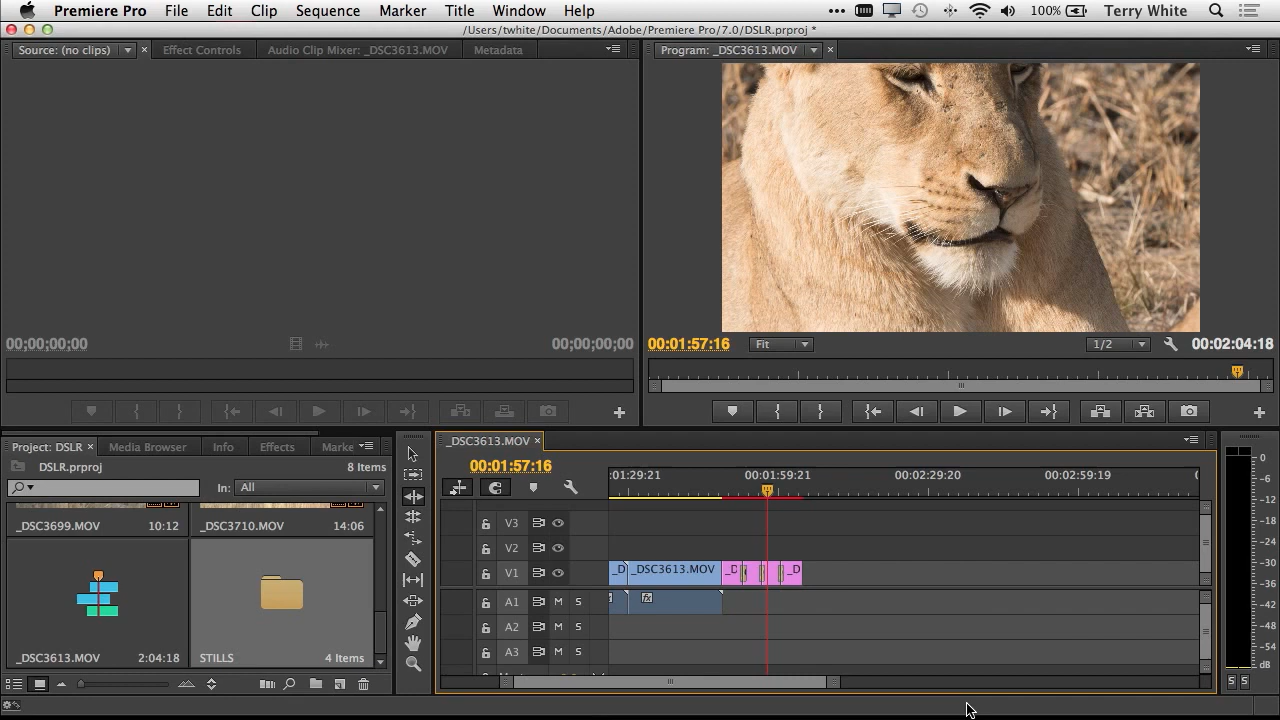 Premiere Pro File Edit Clip Sequence Marker Title Window Help 100% Terry White
/Users/twhite/Documents/Adobe/Premiere Pro/7.0/DSLR.prproj *
Source: (no clips) Effect Controls Audio Clip Mixer: _DSC3613.MOV Metadata
Program: _DSC3613.MOV
00;00;00;00 00;00;00;00
00:01:57:16 Fit 1/2 00:02:04:18
Project: DSLR Media Browser Info Effects Marke
DSLR.prproj 8 Items
In: All
_DSC3699.MOV 10:12
_DSC3710.MOV 14:06
_DSC3613.MOV 2:04:18
STILLS 4 Items
_DSC3613.MOV
00:01:57:16
:01:29:21 00:01:59:21 00:02:29:20 00:02:59:19
V3
V2
V1 _D _DSC3613.MOV _D _D
A1 M S fx
A2 M S
A3 M S
0
-6
-12
-18
-24
-30
-36
-42
-48
-54
dB
S S